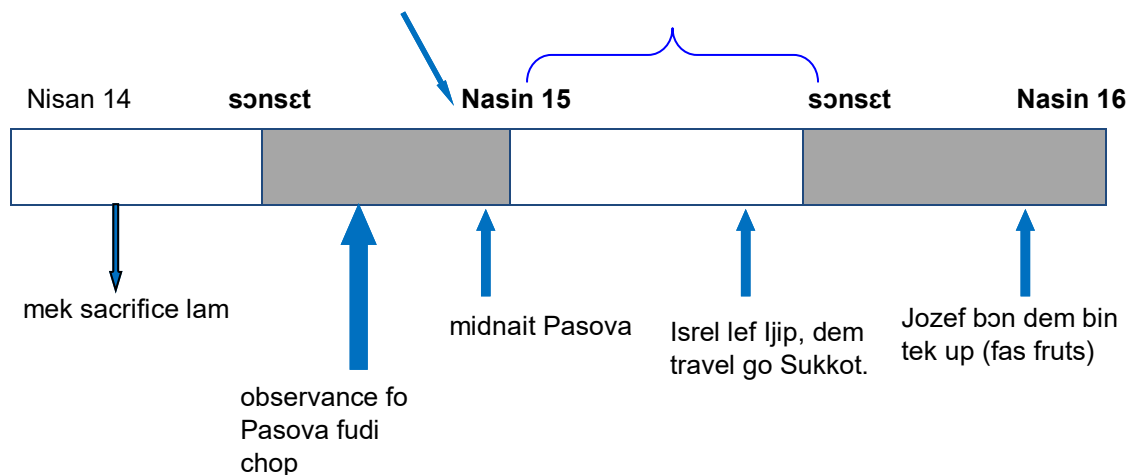 Nisan 14 sɔnsɛt Nasin 15 sɔnsɛt Nasin 16
mek sacrifice lam
observance fo
Pasova fudi
chop
midnait Pasova
Isrel lef Ijip, dem
travel go Sukkot.
Jozef bɔn dem bin
tek up (fas fruts)